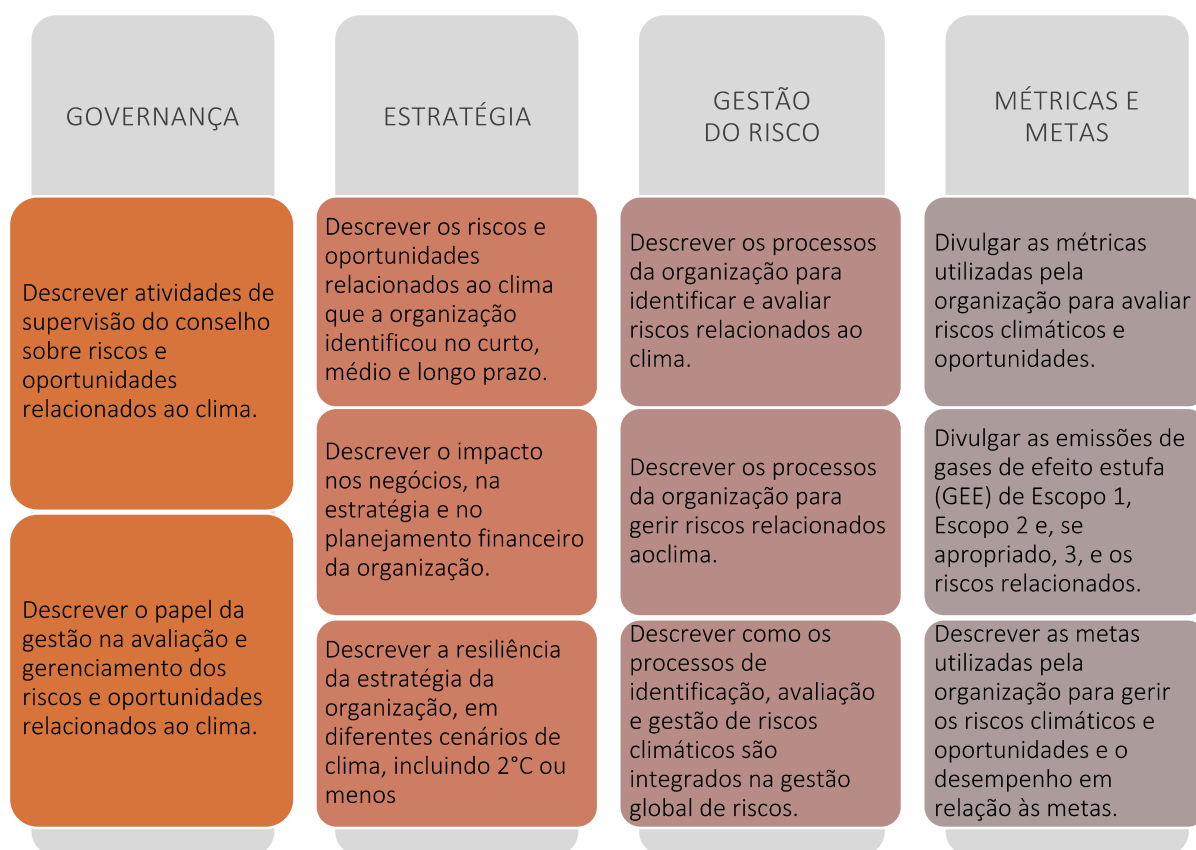 GOVERNANÇA
Descrever atividades de
supervisão do conselho
sobre riscos e
oportunidades
relacionados ao clima.
Descrever o papel da
gestão na avaliação e
gerenciamento dos
riscos e oportunidades
relacionados ao clima.
ESTRATÉGIA
Descrever os riscos e
oportunidades
relacionados ao clima
que a organização
identificou no curto,
médio e longo prazo.
Descrever o impacto
nos negócios, na
estratégia e no
planejamento financeiro
da organização.
Descrever a resiliência
da estratégia da
organização, em
diferentes cenários de
clima, incluindo 2°C ou
menos
GESTÃO
DO RISCO
Descrever os processos
da organização para
identificar e avaliar
riscos relacionados ao
clima.
Descrever os processos
da organização para
gerir riscos relacionados
aoclima.
Descrever como os
processos de
identificação, avaliação
e gestão de riscos
climáticos são
integrados na gestão
global de riscos.
MÉTRICAS E
METAS
Divulgar as métricas
utilizadas pela
organização para avaliar
riscos climáticos e
oportunidades.
Divulgar as emissões de
gases de efeito estufa
(GEE) de Escopo 1,
Escopo 2 e, se
apropriado, 3, e os
riscos relacionados.
Descrever as metas
utilizadas pela
organização para gerir
os riscos climáticos e
oportunidades e o
desempenho em
relação às metas.